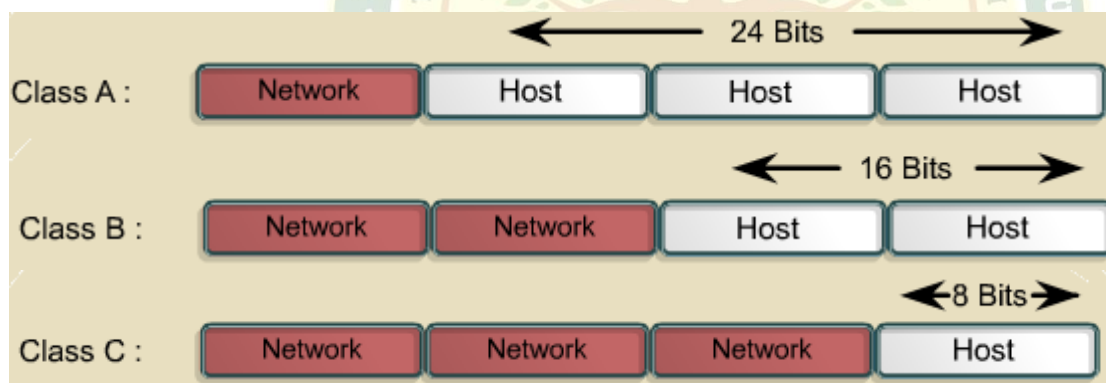 24 Bits
Class A : Network Host Host Host
16 Bits
Class B : Network Network Host Host
8 Bits
Class C : Network Network Network Host